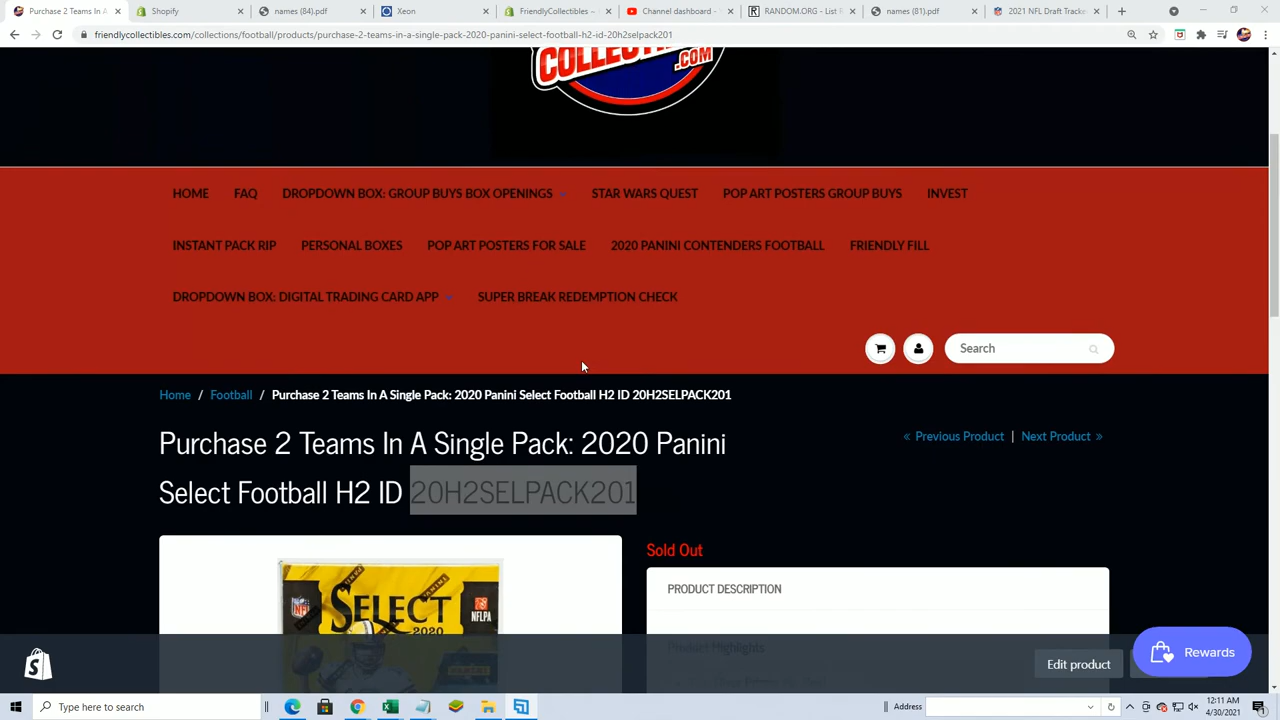 Purchase 2 Teams In A
Shopify
names (84).pdf
Xeon
FriendlyCollectibles
Channel dashboard
RANDOM.ORG - List R
names (81).pdf
2021 NFL Draft Track
friendlycollectibles.com/collections/football/products/purchase-2-teams-in-a-single-pack-2020-panini-select-football-h2-id-20h2selpack201
.COM
HOME FAQ DROPDOWN BOX: GROUP BUYS BOX OPENINGS STAR WARS QUEST POP ART POSTERS GROUP BUYS INVEST
INSTANT PACK RIP PERSONAL BOXES POP ART POSTERS FOR SALE 2020 PANINI CONTENDERS FOOTBALL FRIENDLY FILL
DROPDOWN BOX: DIGITAL TRADING CARD APP SUPER BREAK REDEMPTION CHECK
Search
Home / Football / Purchase 2 Teams In A Single Pack: 2020 Panini Select Football H2 ID 20H2SELPACK201
« Previous Product | Next Product »
Purchase 2 Teams In A Single Pack: 2020 Panini
Select Football H2 ID 20H2SELPACK201
Sold Out
PRODUCT DESCRIPTION
Product Highlights
SELECT
2020
NFL
NFLPA
PANINI
Edit product
Rewards
Type here to search
Address
12:11 AM
4/30/2021